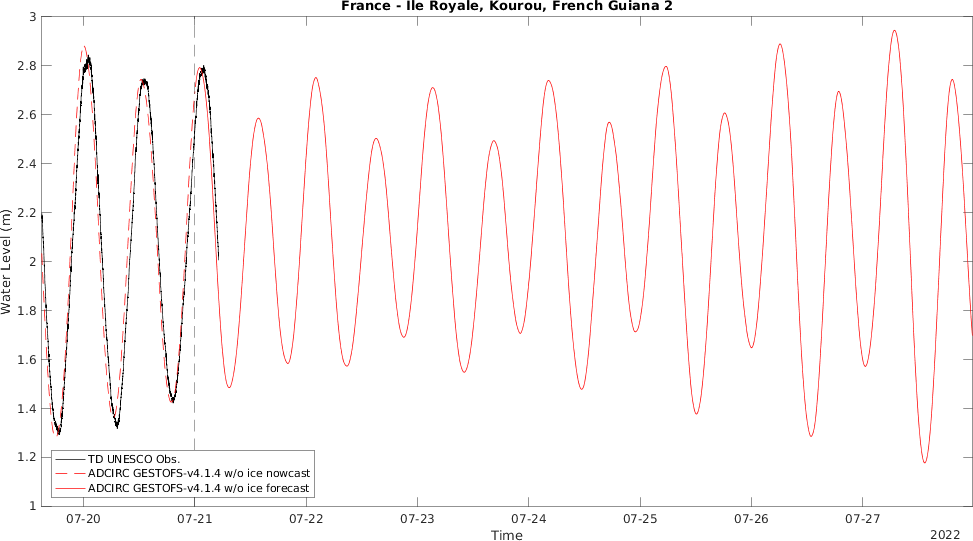 France - Ile Royale, Kourou, French Guiana 2
3
2.8
2.6
2.4
2.2
2
1.8
1.6
1.4
1.2
1
Water Level (m)
TD UNESCO Obs.
ADCIRC GESTOFS-v4.1.4 w/o ice nowcast
ADCIRC GESTOFS-v4.1.4 w/o ice forecast
07-20 07-21 07-22 07-23 07-24 07-25 07-26 07-27
Time
2022